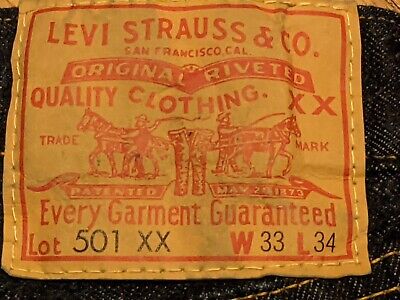 LEVI STRAUSS & CO.
SAN FRANCISCO CAL.
ORIGINAL RIVETED
QUALITY CLOTHING. XX
TRADE MARK
PATENTED MAY 20 1873
Every Garment Guaranteed
Lot 501 XX W 33 L 34